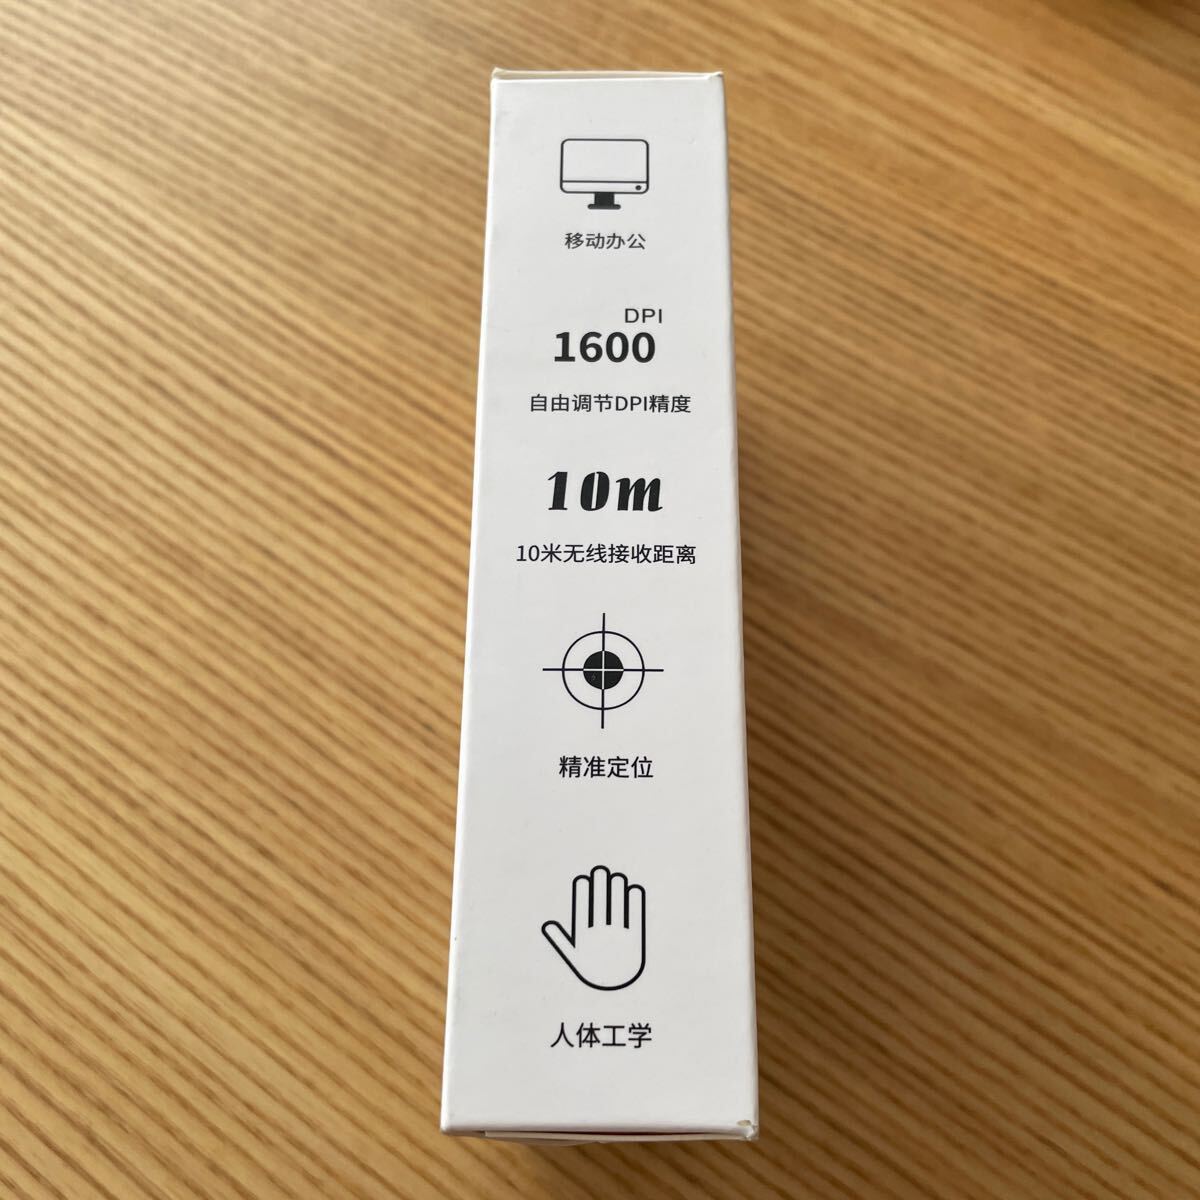 移动办公
DPI
1600
自由调节DPI精度
10m
10米无线接收距离
精准定位
人体工学